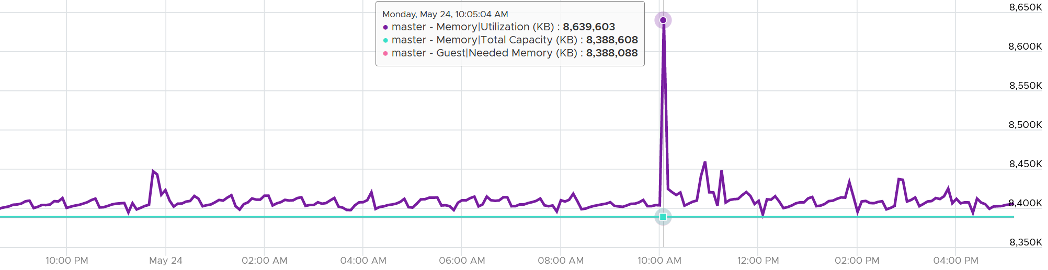 8,650K
Monday, May 24, 10:05:04 AM
master - Memory|Utilization (KB) : 8,639,603
master - Memory|Total Capacity (KB) : 8,388,608
master - Guest|Needed Memory (KB) : 8,388,088
8,600K
8,550K
8,500K
8,450K
8,400K
8,350K
10:00 PM May 24 02:00 AM 04:00 AM 06:00 AM 08:00 AM 10:00 AM 12:00 PM 02:00 PM 04:00 PM